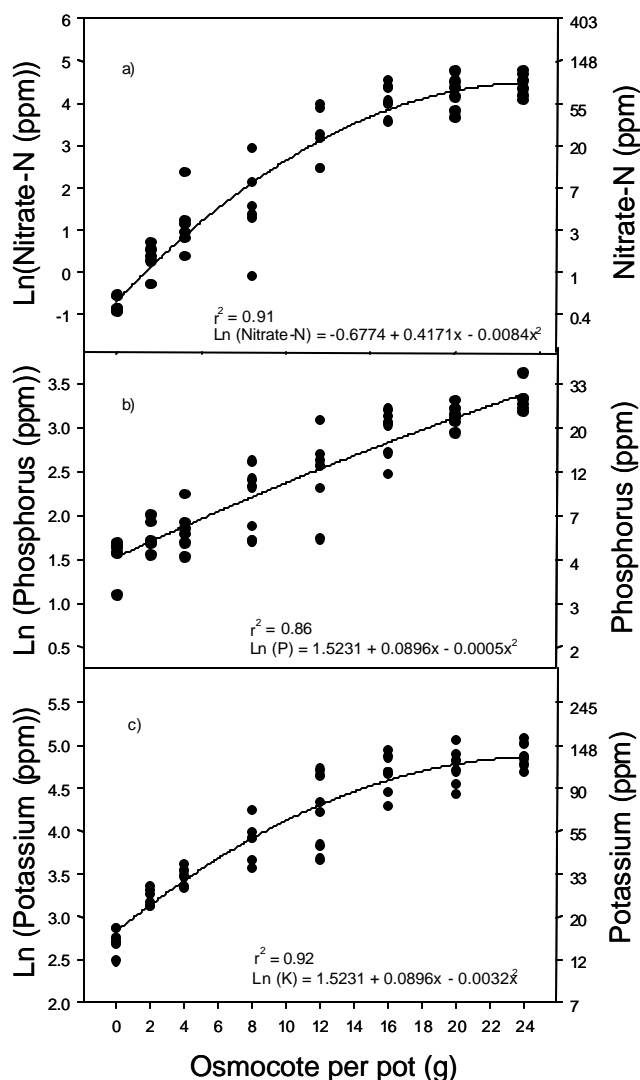 6 403
a)
5 148
4 55
3 20
2 7
1 3
0 1
-1 0.4
Ln(Nitrate-N (ppm))
Nitrate-N (ppm)
r² = 0.91
Ln (Nitrate-N) = -0.6774 + 0.4171x - 0.0084x²
3.5 33
b)
3.0 20
2.5 12
2.0 7
1.5 4
1.0 3
0.5 2
Ln (Phosphorus (ppm))
Phosphorus (ppm)
r² = 0.86
Ln (P) = 1.5231 + 0.0896x - 0.0005x²
5.5 245
c)
5.0 148
4.5 90
4.0 55
3.5 33
3.0 20
2.5 12
2.0 7
Ln (Potassium (ppm))
Potassium (ppm)
r² = 0.92
Ln (K) = 1.5231 + 0.0896x - 0.0032x²
0 2 4 6 8 10 12 14 16 18 20 22 24
Osmocote per pot (g)